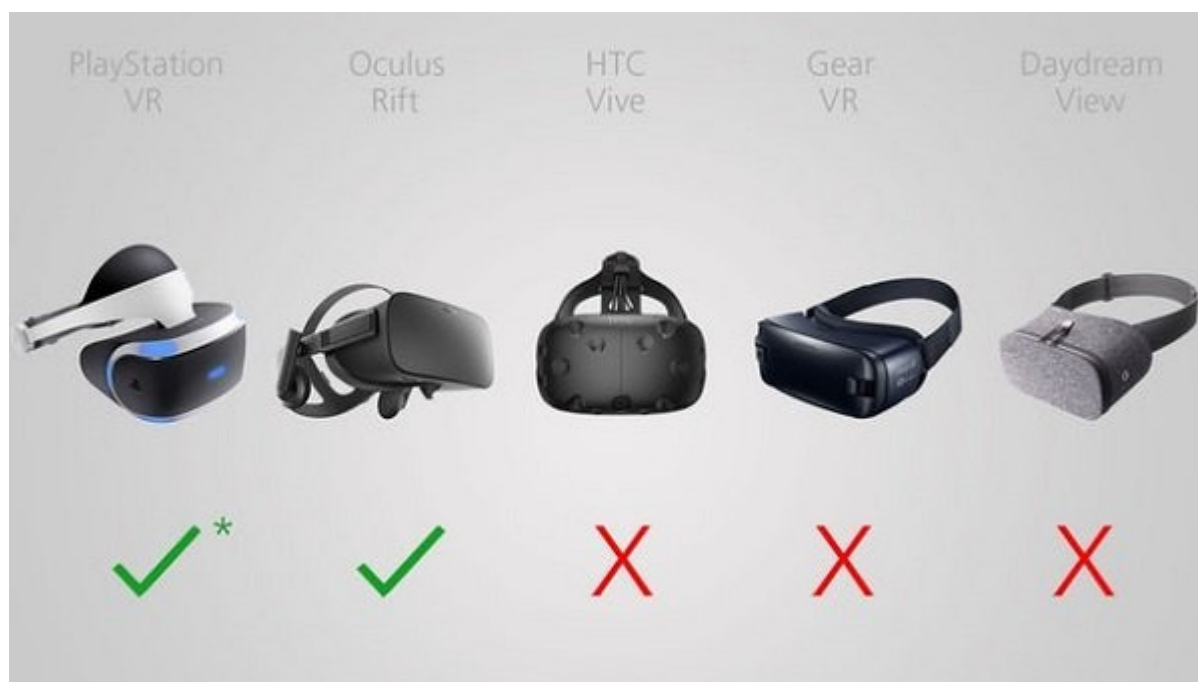 PlayStation
VR
Oculus
Rift
HTC
Vive
Gear
VR
Daydream
View
*